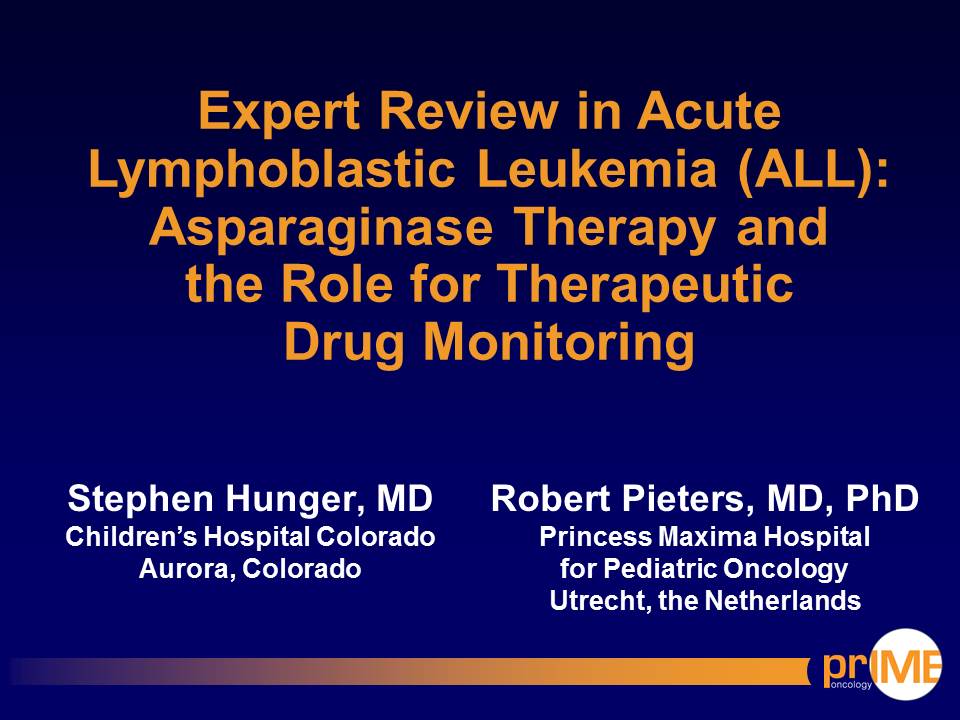 Expert Review in Acute
Lymphoblastic Leukemia (ALL):
Asparaginase Therapy and
the Role for Therapeutic
Drug Monitoring
Stephen Hunger, MD
Children’s Hospital Colorado
Aurora, Colorado
Robert Pieters, MD, PhD
Princess Maxima Hospital
for Pediatric Oncology
Utrecht, the Netherlands
prIME
oncology